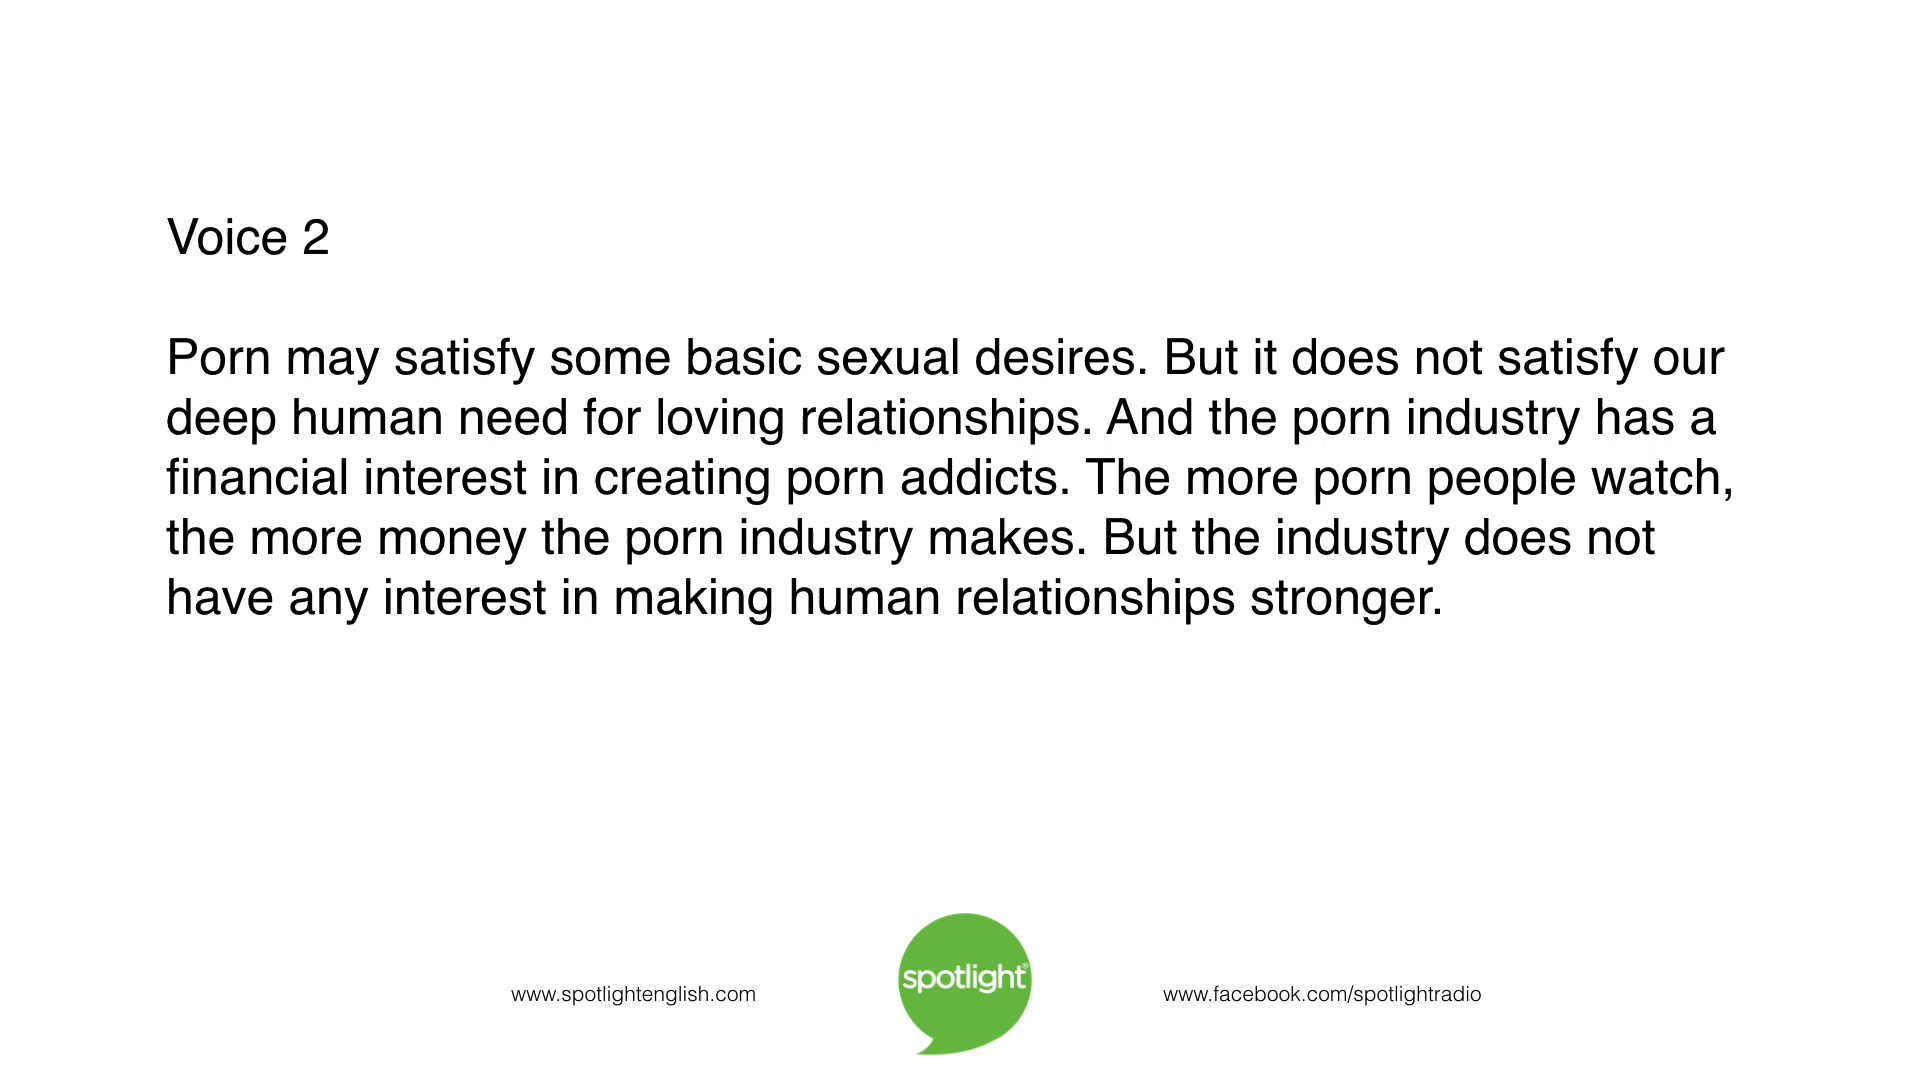 Voice 2
Porn may satisfy some basic sexual desires. But it does not satisfy our
deep human need for loving relationships. And the porn industry has a
financial interest in creating porn addicts. The more porn people watch,
the more money the porn industry makes. But the industry does not
have any interest in making human relationships stronger.
www.spotlightenglish.com
spotlight®
www.facebook.com/spotlightradio